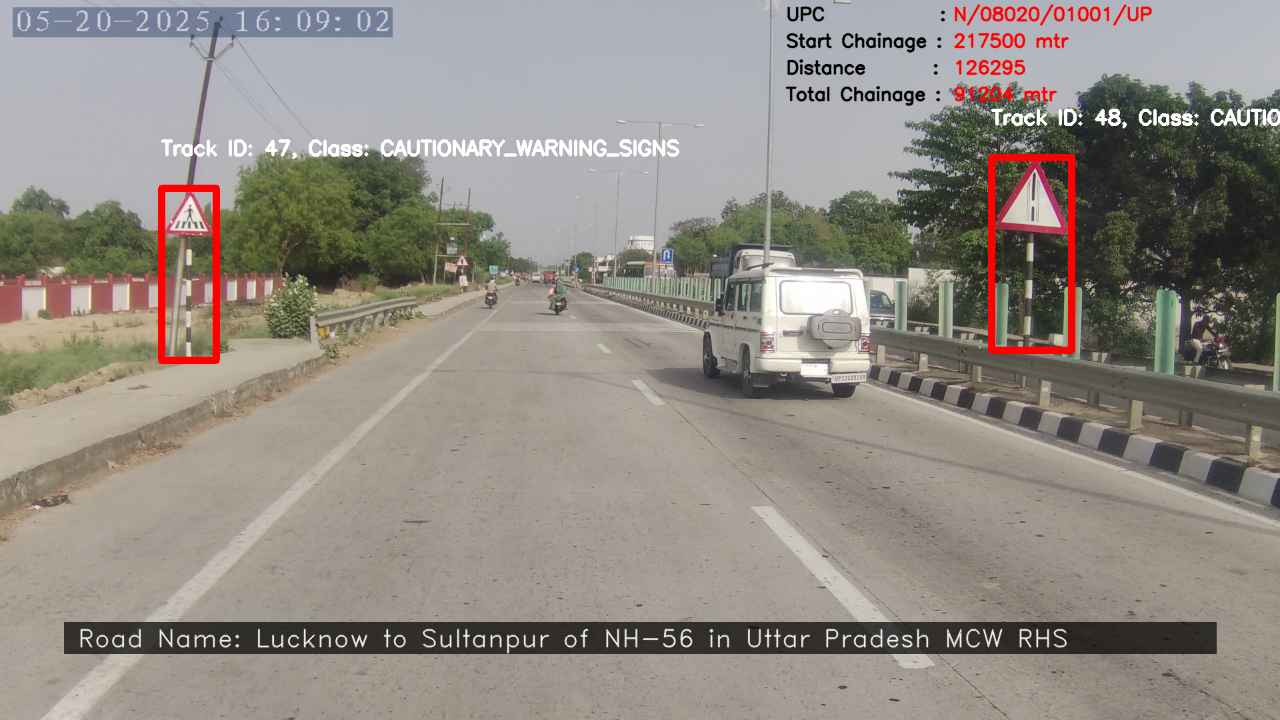 05-20-2025 16:09:02
UPC : N/08020/01001/UP
Start Chainage : 217500 mtr
Distance : 126295
Total Chainage : 91204 mtr
Track ID: 48, Class: CAUTIO
Track ID: 47, Class: CAUTIONARY_WARNING_SIGNS
Road Name: Lucknow to Sultanpur of NH-56 in Uttar Pradesh MCW RHS